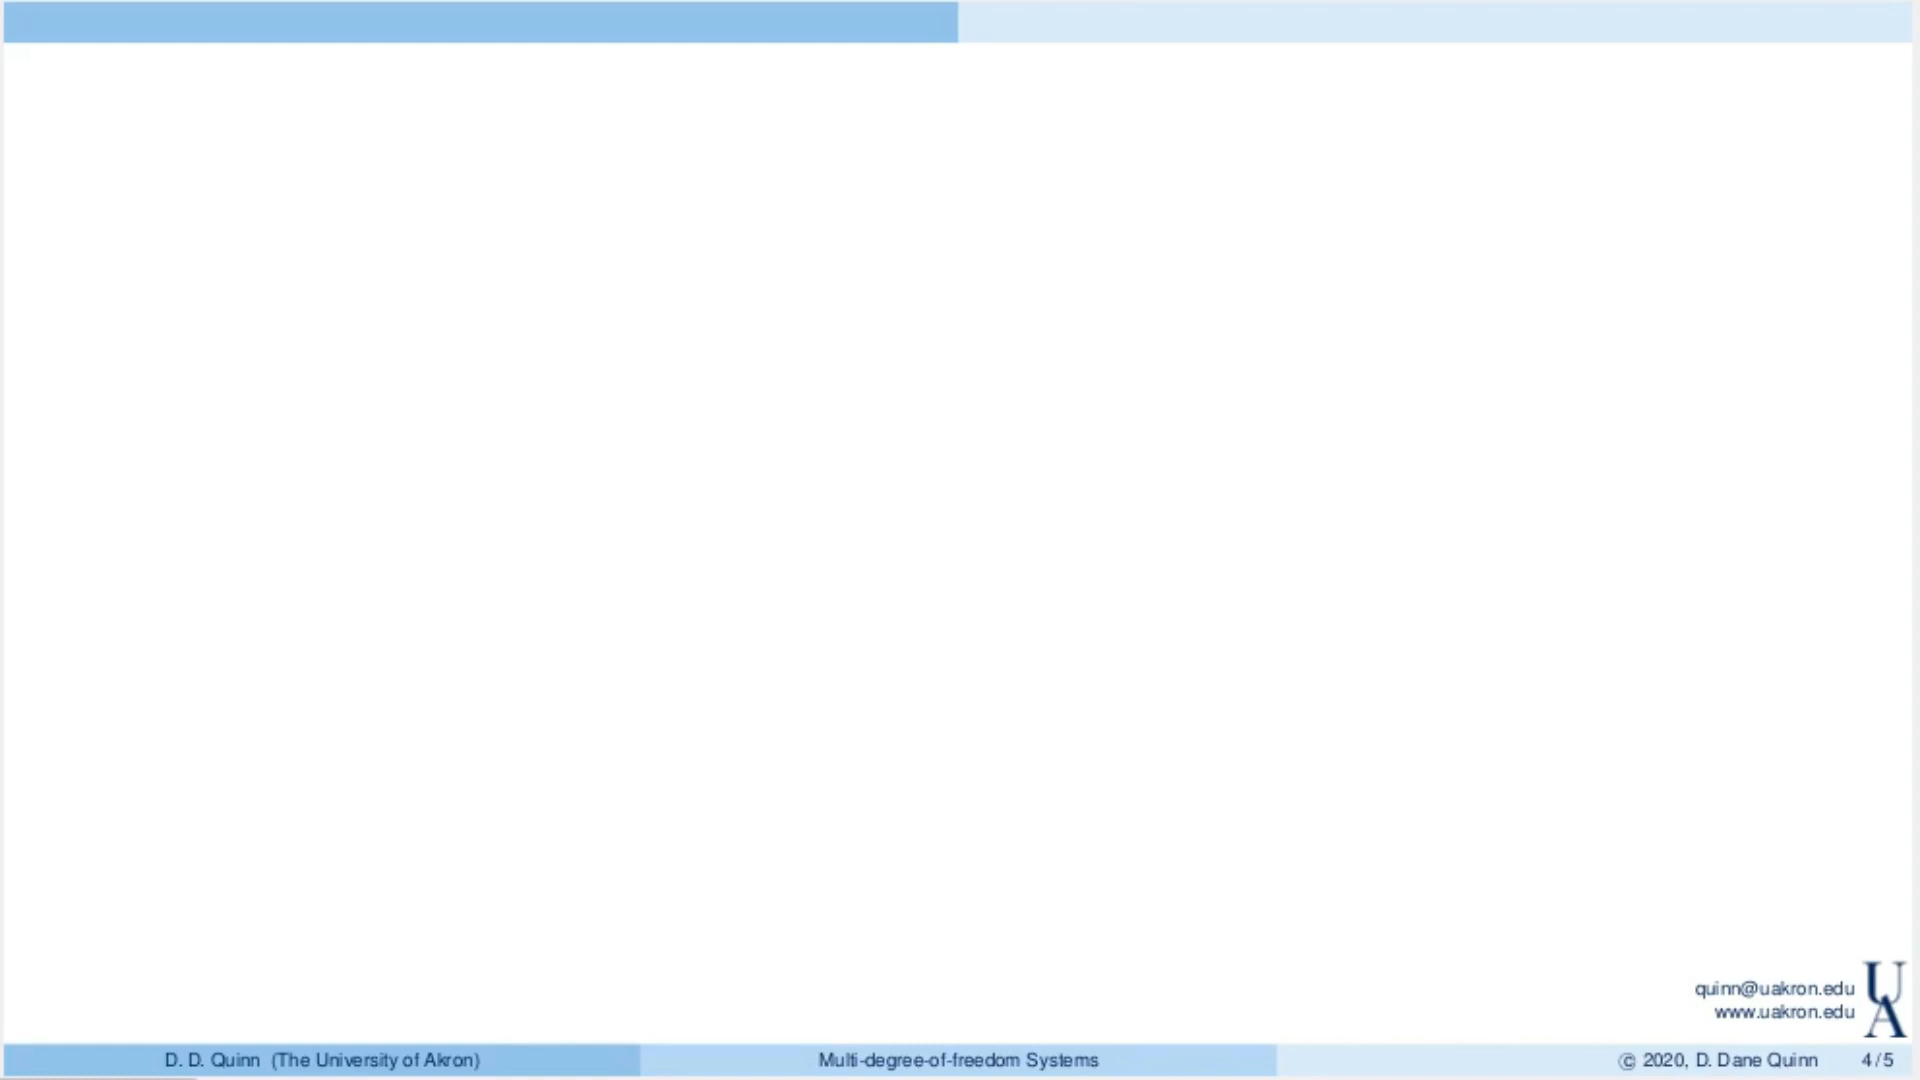 quinn@uakron.edu
www.uakron.edu
UA
D. D. Quinn (The University of Akron) Multi-degree-of-freedom Systems © 2020, D. Dane Quinn 4 / 5